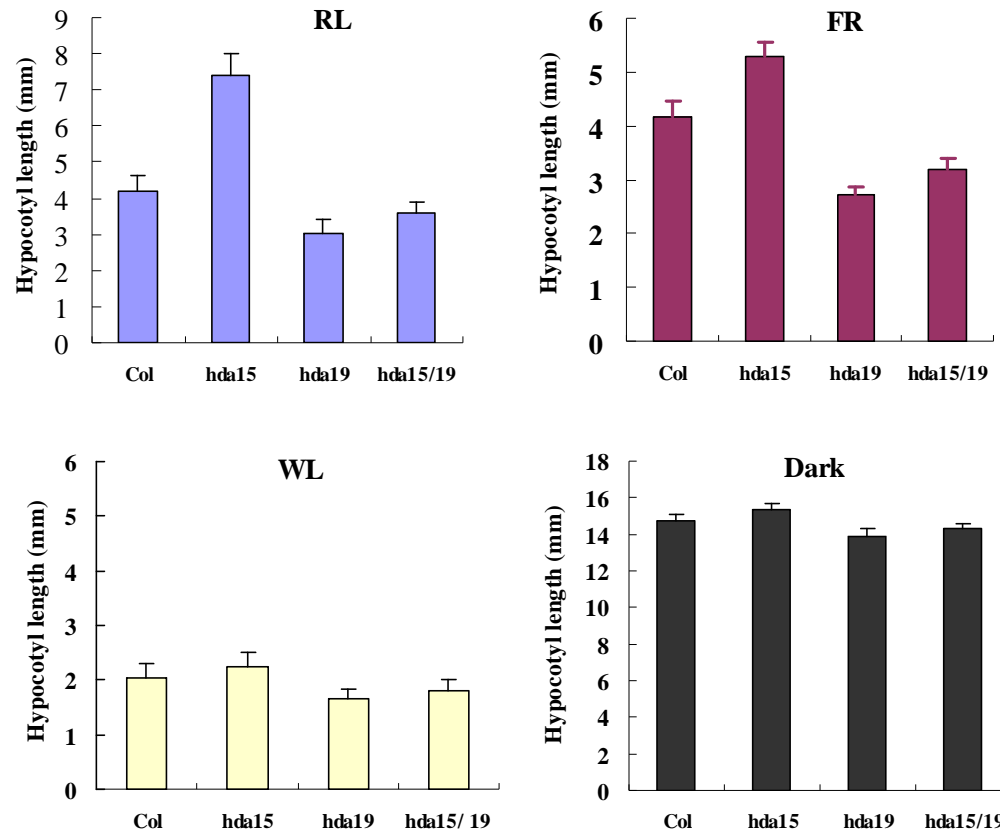 RL
Hypocotyl length (mm)
9
8
7
6
5
4
3
2
1
0
Col hda15 hda19 hda15/19
FR
Hypocotyl length (mm)
6
5
4
3
2
1
0
Col hda15 hda19 hda15/19
WL
Hypocotyl length (mm)
6
5
4
3
2
1
0
Col hda15 hda19 hda15/ 19
Dark
Hypocotyl length (mm)
18
16
14
12
10
8
6
4
2
0
Col hda15 hda19 hda15/19